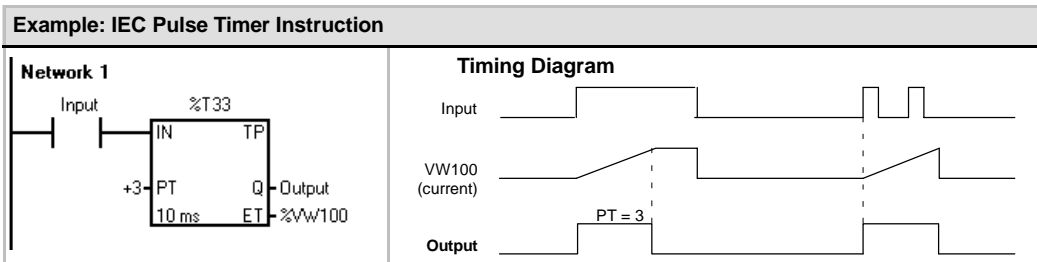 Example: IEC Pulse Timer Instruction
Network 1
Input
%T33
IN TP
+3 PT Q Output
10 ms ET %VW100
Timing Diagram
Input
VW100
(current)
PT = 3
Output